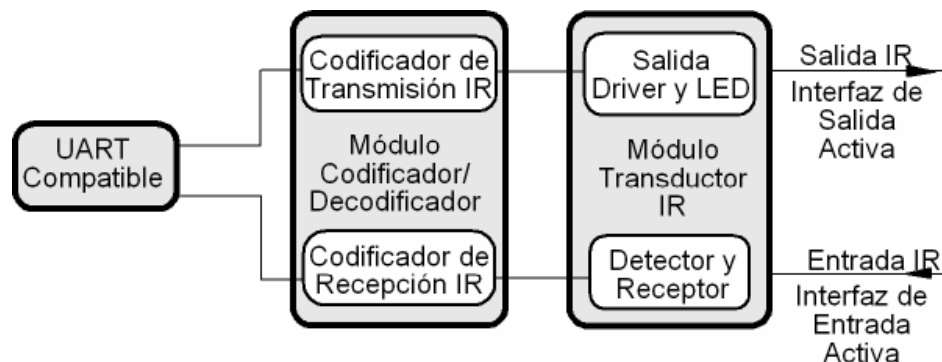 UART
Compatible
Codificador de
Transmisión IR
Módulo
Codificador/
Decodificador
Codificador de
Recepción IR
Salida
Driver y LED
Módulo
Transductor
IR
Detector y
Receptor
Salida IR
Interfaz de
Salida
Activa
Entrada IR
Interfaz de
Entrada
Activa